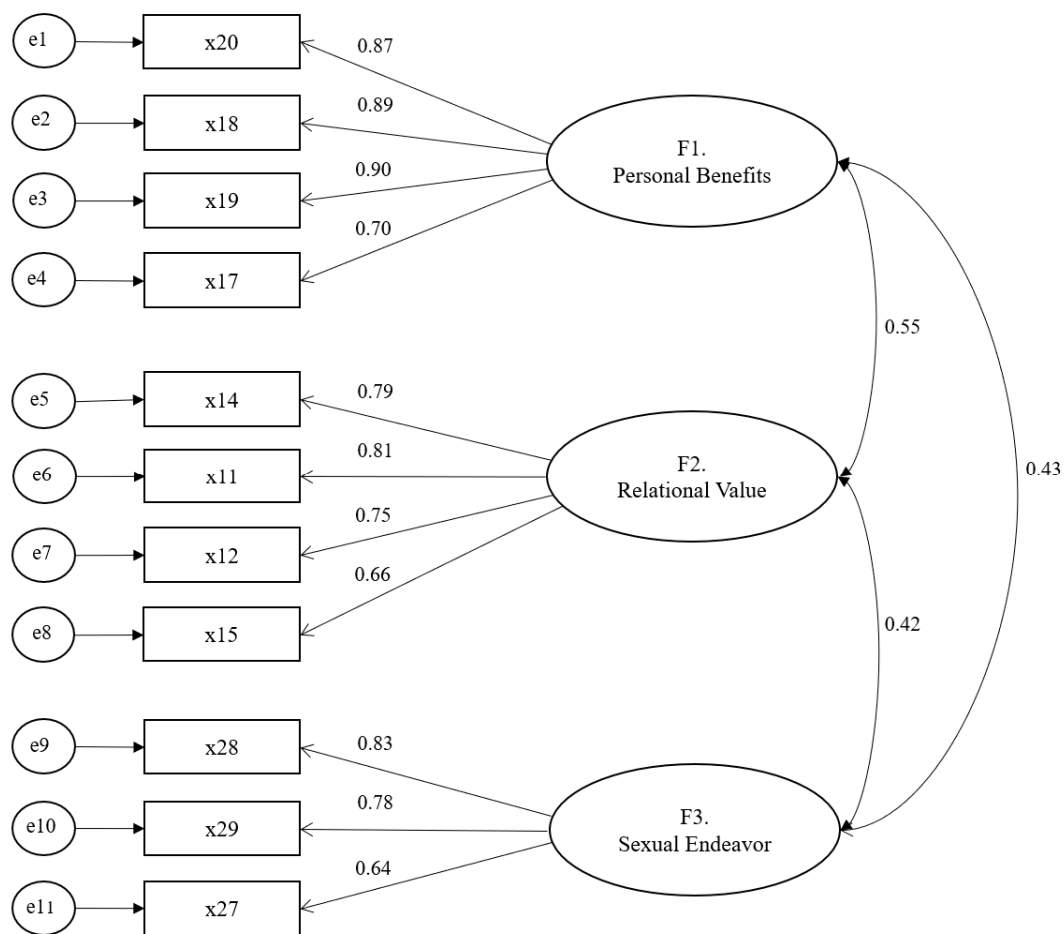 e1
x20
0.87
e2
x18
0.89
e3
x19
0.90
e4
x17
0.70
F1.
Personal Benefits
0.55
e5
x14
0.79
e6
x11
0.81
e7
x12
0.75
e8
x15
0.66
F2.
Relational Value
0.43
0.42
e9
x28
0.83
e10
x29
0.78
e11
x27
0.64
F3.
Sexual Endeavor